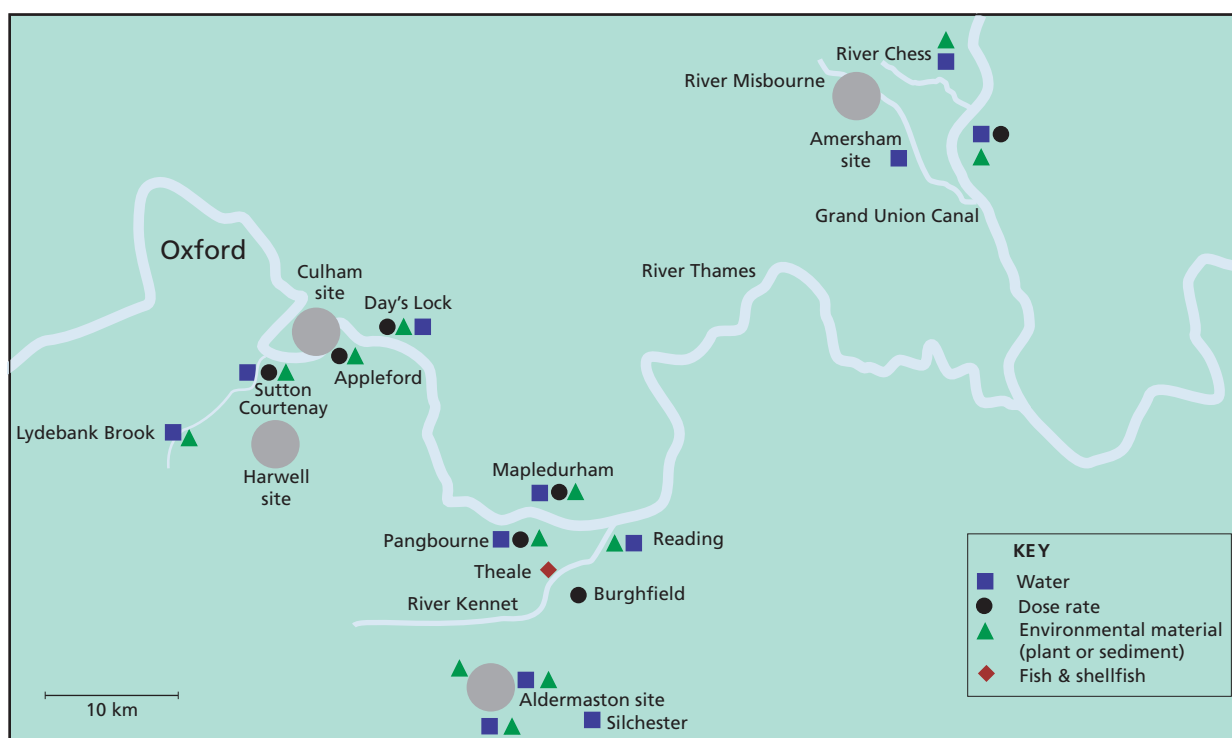 River Chess
River Misbourne
Amersham
site
Grand Union Canal
Oxford
River Thames
Culham
site
Day's Lock
Appleford
Sutton
Courtenay
Lydebank Brook
Harwell
site
Mapledurham
Pangbourne
Reading
Theale
Burghfield
River Kennet
Aldermaston site
Silchester
10 km
KEY
Water
Dose rate
Environmental material
(plant or sediment)
Fish & shellfish